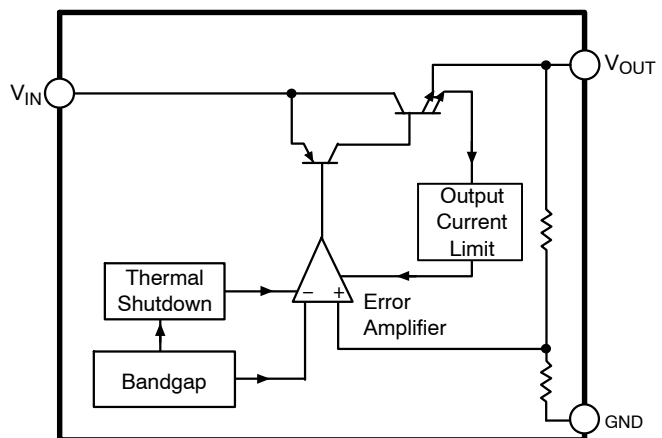 VIN
VOUT
Output
Current
Limit
Thermal
Shutdown
− +
Error
Amplifier
Bandgap
GND